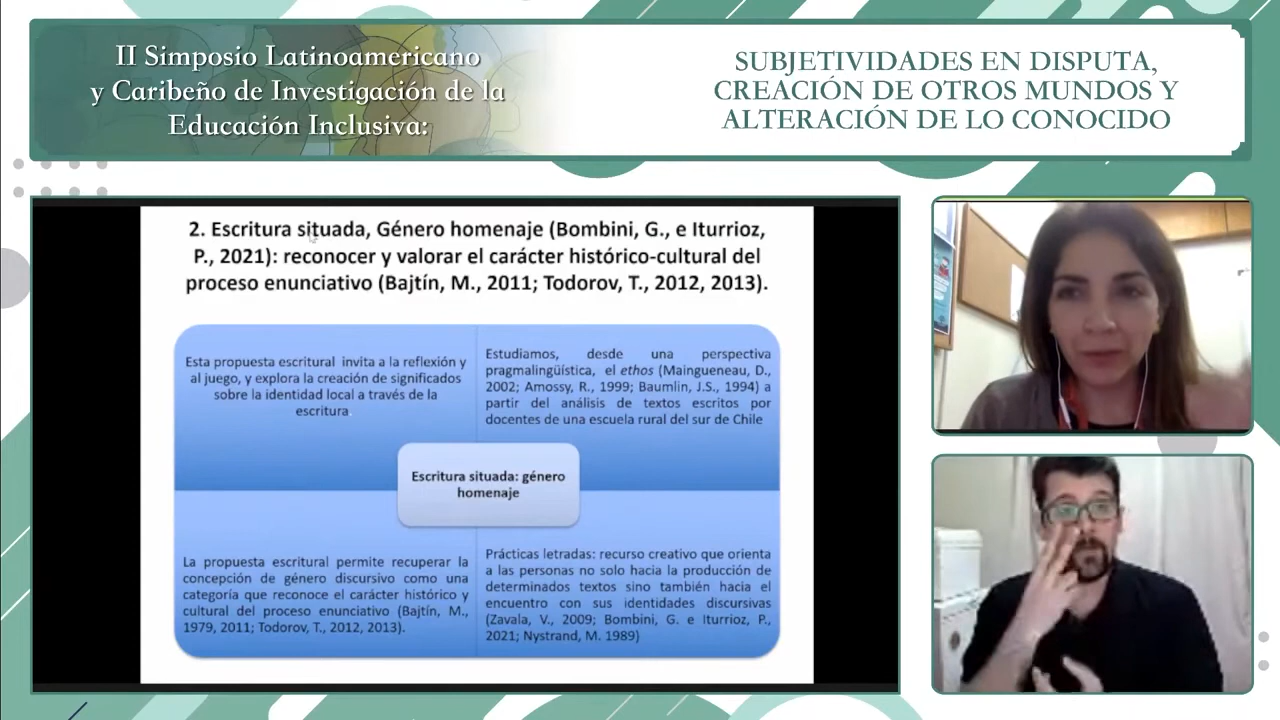 II Simposio Latinoamericano
y Caribeño de Investigación de la
Educación Inclusiva:
SUBJETIVIDADES EN DISPUTA,
CREACIÓN DE OTROS MUNDOS Y
ALTERACIÓN DE LO CONOCIDO
2. Escritura situada, Género homenaje (Bombini, G., e Iturrioz,
P., 2021): reconocer y valorar el carácter histórico-cultural del
proceso enunciativo (Bajtín, M., 2011; Todorov, T., 2012, 2013).
Esta propuesta escritural invita a la reflexión y
al juego, y explora la creación de significados
sobre la identidad local a través de la
escritura.
Estudiamos, desde una perspectiva
pragmalingüística, el ethos (Maingueneau, D.,
2002; Amossy, R., 1999; Baumlin, J.S., 1994) a
partir del análisis de textos escritos por
docentes de una escuela rural del sur de Chile
Escritura situada: género
homenaje
La propuesta escritural permite recuperar la
concepción de género discursivo como una
categoría que reconoce el carácter histórico y
cultural del proceso enunciativo (Bajtín, M.,
1979, 2011; Todorov, T., 2012, 2013).
Prácticas letradas: recurso creativo que orienta
a las personas no solo hacia la producción de
determinados textos sino también hacia el
encuentro con sus identidades discursivas
(Zavala, V., 2009; Bombini, G. e Iturrioz, P.,
2021; Nystrand, M. 1989)